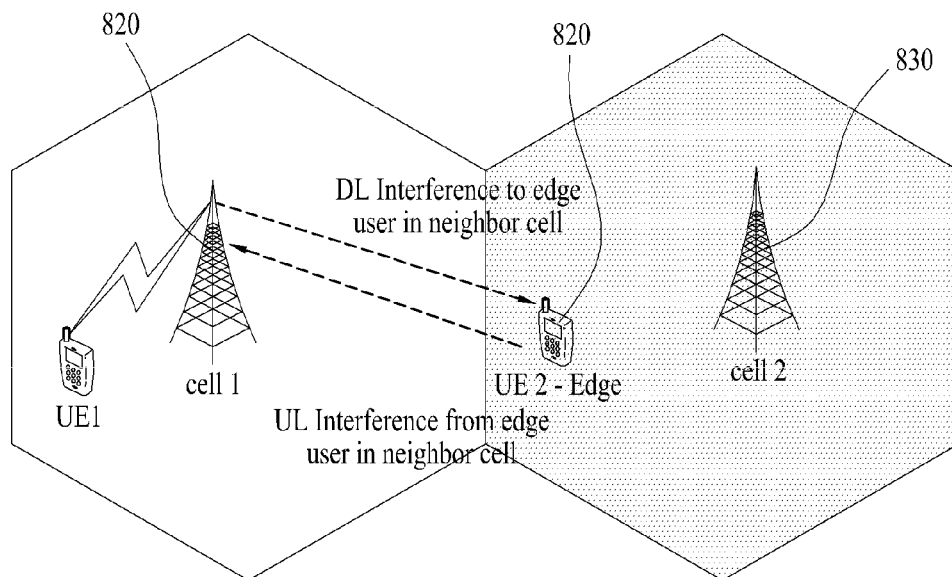 820
820
830
DL Interference to edge
user in neighbor cell
cell 1
UE1
UE 2 - Edge
cell 2
UL Interference from edge
user in neighbor cell